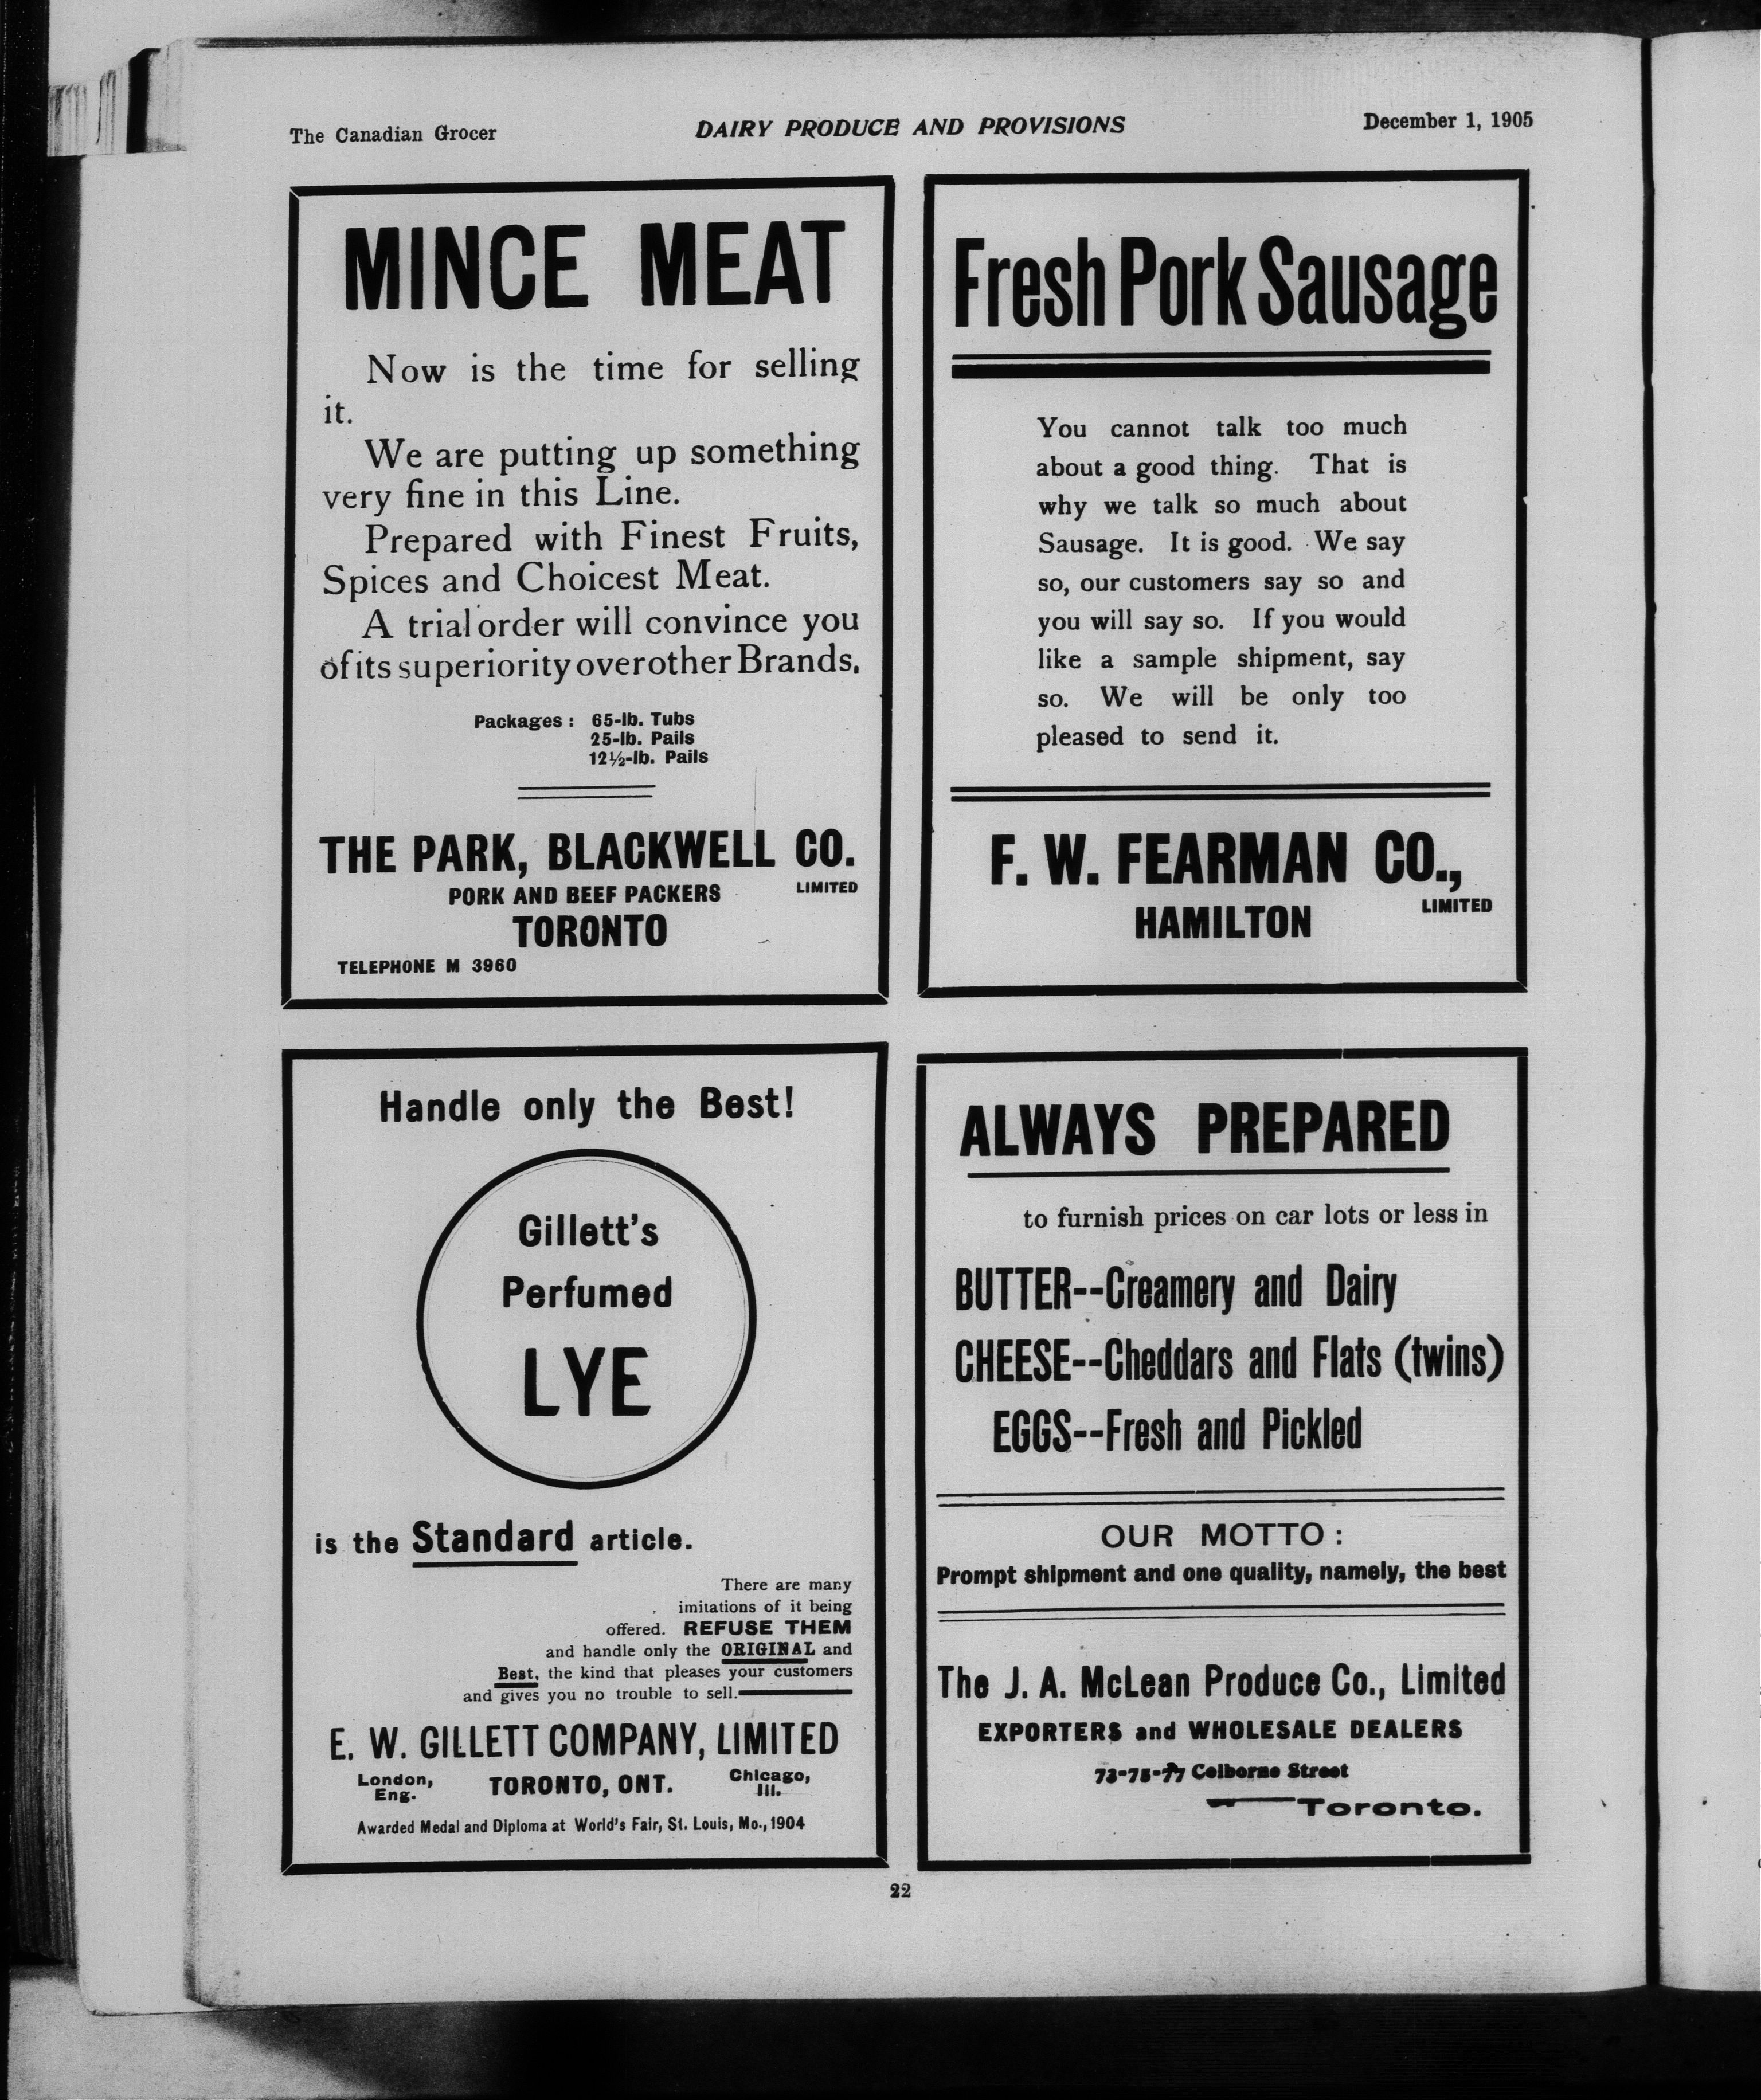 The Canadian Grocer
DAIRY PRODUCE AND PROVISIONS
December 1, 1905
MINCE MEAT
Now is the time for selling
it.
We are putting up something
very fine in this Line.
Prepared with Finest Fruits,
Spices and Choicest Meat.
A trial order will convince you
of its superiority over other Brands.
Packages: 65-lb. Tubs
25-lb. Pails
12½-lb. Pails
THE PARK, BLACKWELL CO.
LIMITED
PORK AND BEEF PACKERS
TORONTO
TELEPHONE M 3960
Fresh Pork Sausage
You cannot talk too much
about a good thing. That is
why we talk so much about
Sausage. It is good. We say
so, our customers say so and
you will say so. If you would
like a sample shipment, say
so. We will be only too
pleased to send it.
F. W. FEARMAN CO.,
LIMITED
HAMILTON
Handle only the Best!
Gillett's
Perfumed
LYE
is the Standard article.
There are many
imitations of it being
offered. REFUSE THEM
and handle only the ORIGINAL and
Best, the kind that pleases your customers
and gives you no trouble to sell.
E. W. GILLETT COMPANY, LIMITED
London,
Eng.
TORONTO, ONT.
Chicago,
Ill.
Awarded Medal and Diploma at World's Fair, St. Louis, Mo., 1904
ALWAYS PREPARED
to furnish prices on car lots or less in
BUTTER--Creamery and Dairy
CHEESE--Cheddars and Flats (twins)
EGGS--Fresh and Pickled
OUR MOTTO:
Prompt shipment and one quality, namely, the best
The J. A. McLean Produce Co., Limited
EXPORTERS and WHOLESALE DEALERS
73-75-77 Colborne Street
Toronto.
22